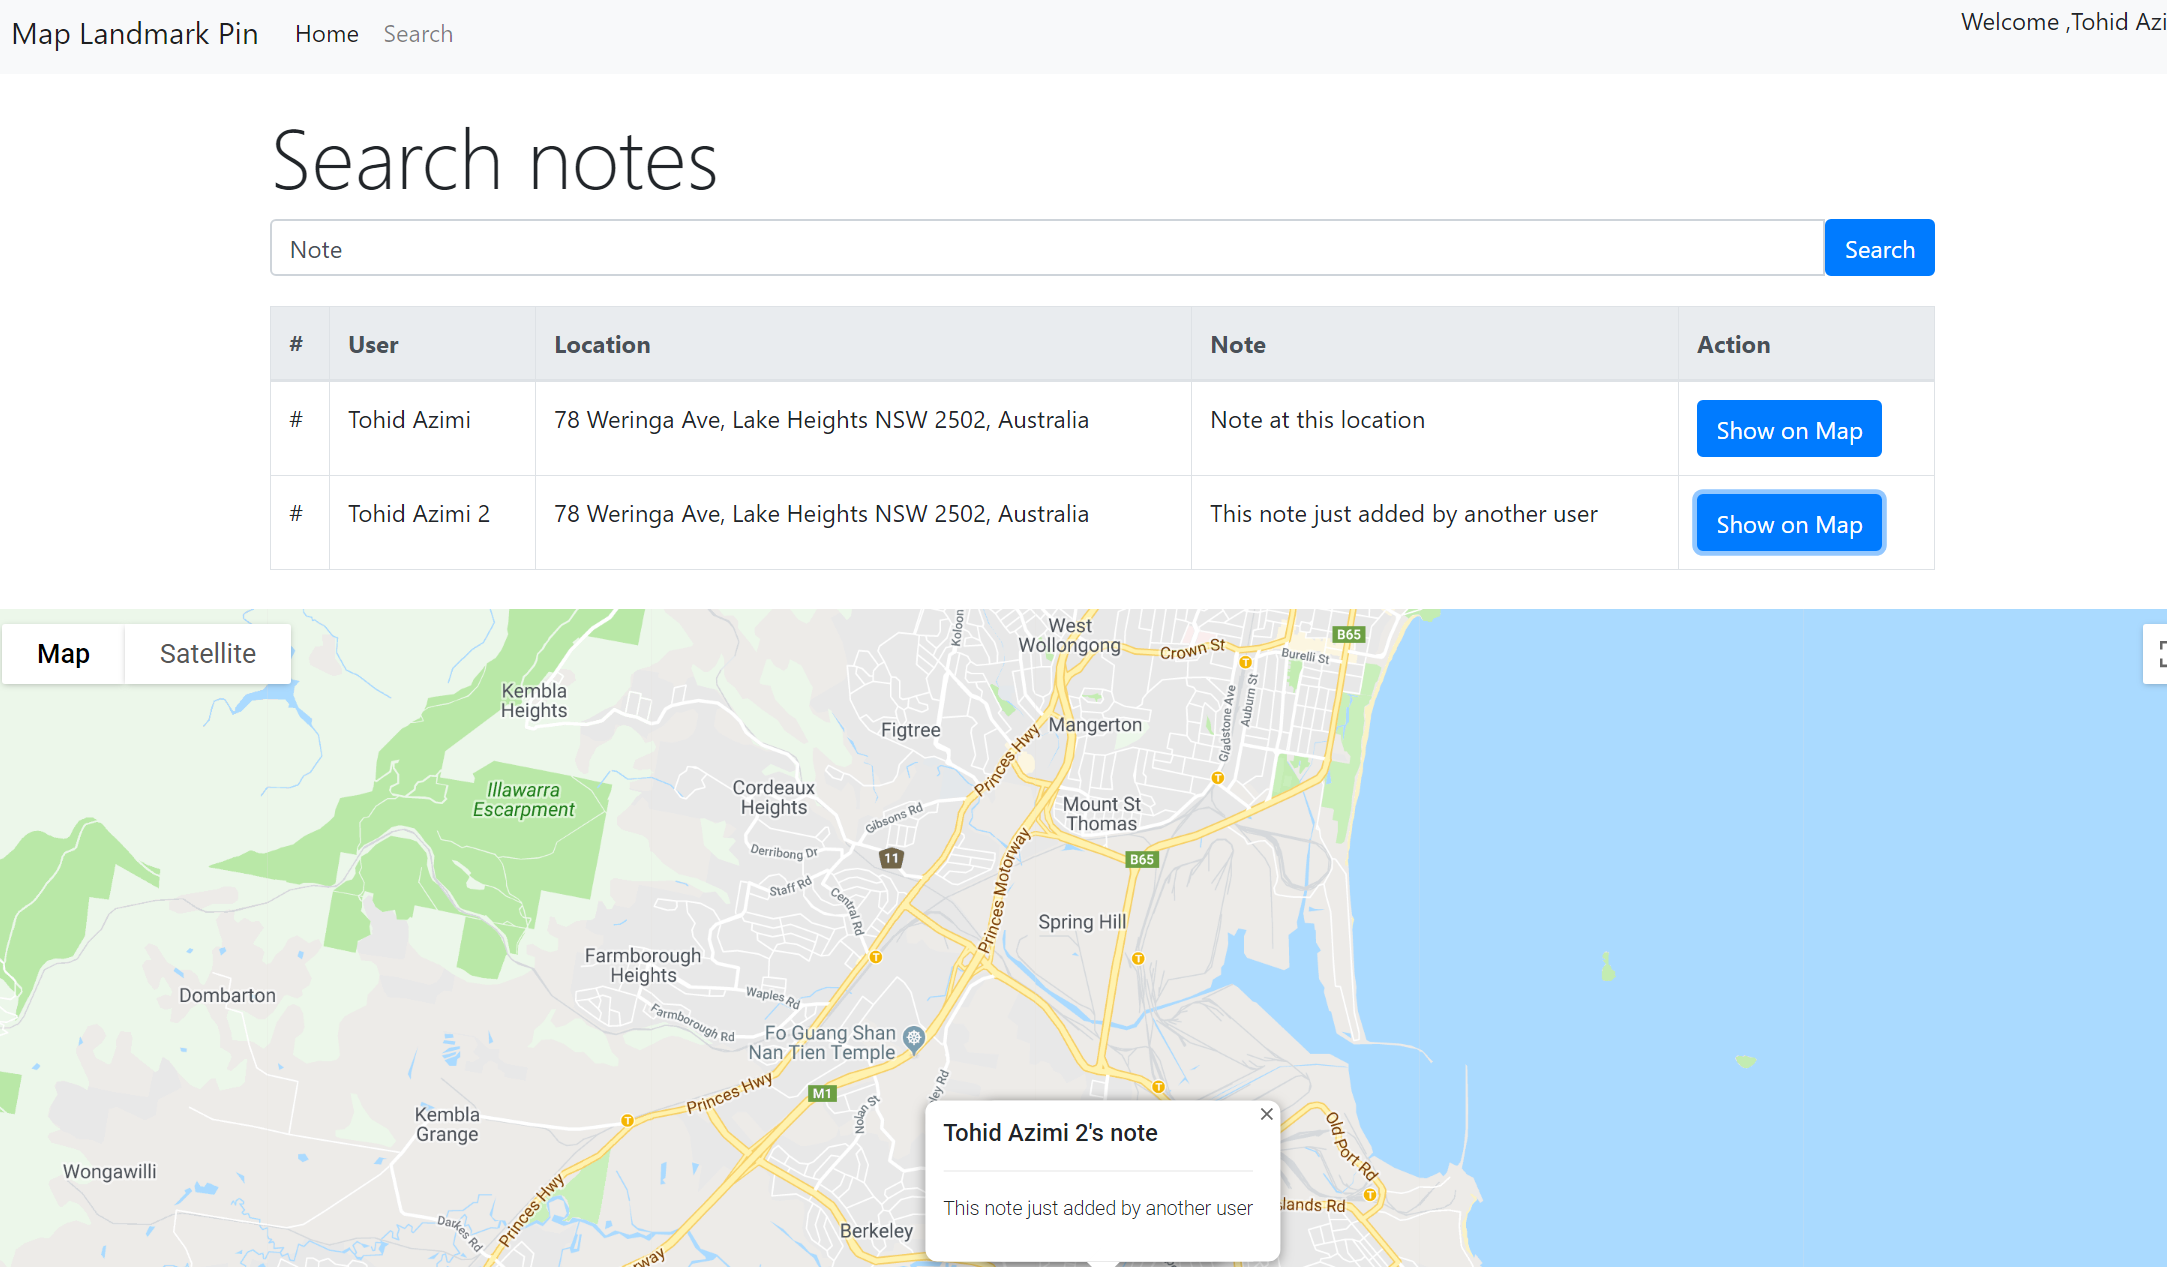 Map Landmark Pin Home Search Welcome ,Tohid Azi
Search notes
Note Search
# User Location Note Action
# Tohid Azimi 78 Weringa Ave, Lake Heights NSW 2502, Australia Note at this location Show on Map
# Tohid Azimi 2 78 Weringa Ave, Lake Heights NSW 2502, Australia This note just added by another user Show on Map
Map Satellite
Koloon
West
Wollongong
Crown St
Burelli St
B65
T
Kembla
Heights
Figtree
Mangerton
Gladstone Ave
Auburn St
Princes Hwy
T
Illawarra
Escarpment
Cordeaux
Heights
Gibsons Rd
Mount St
Thomas
Derribong Dr
11
B65
Staff Rd
Central Rd
Princes Motorway
Spring Hill
Farmborough
Heights
T
T
Dombarton
Waples Rd
Farmborough Rd
Fo Guang Shan
Nan Tien Temple
Princes Hwy
M1
ley Rd
T
Nolan St
Kembla
Grange
T
Wongawilli
Tohid Azimi 2's note
This note just added by another user
Old Port Rd
T
slands Rd
Darkes Rd
Princes Hwy
Berkeley
rway